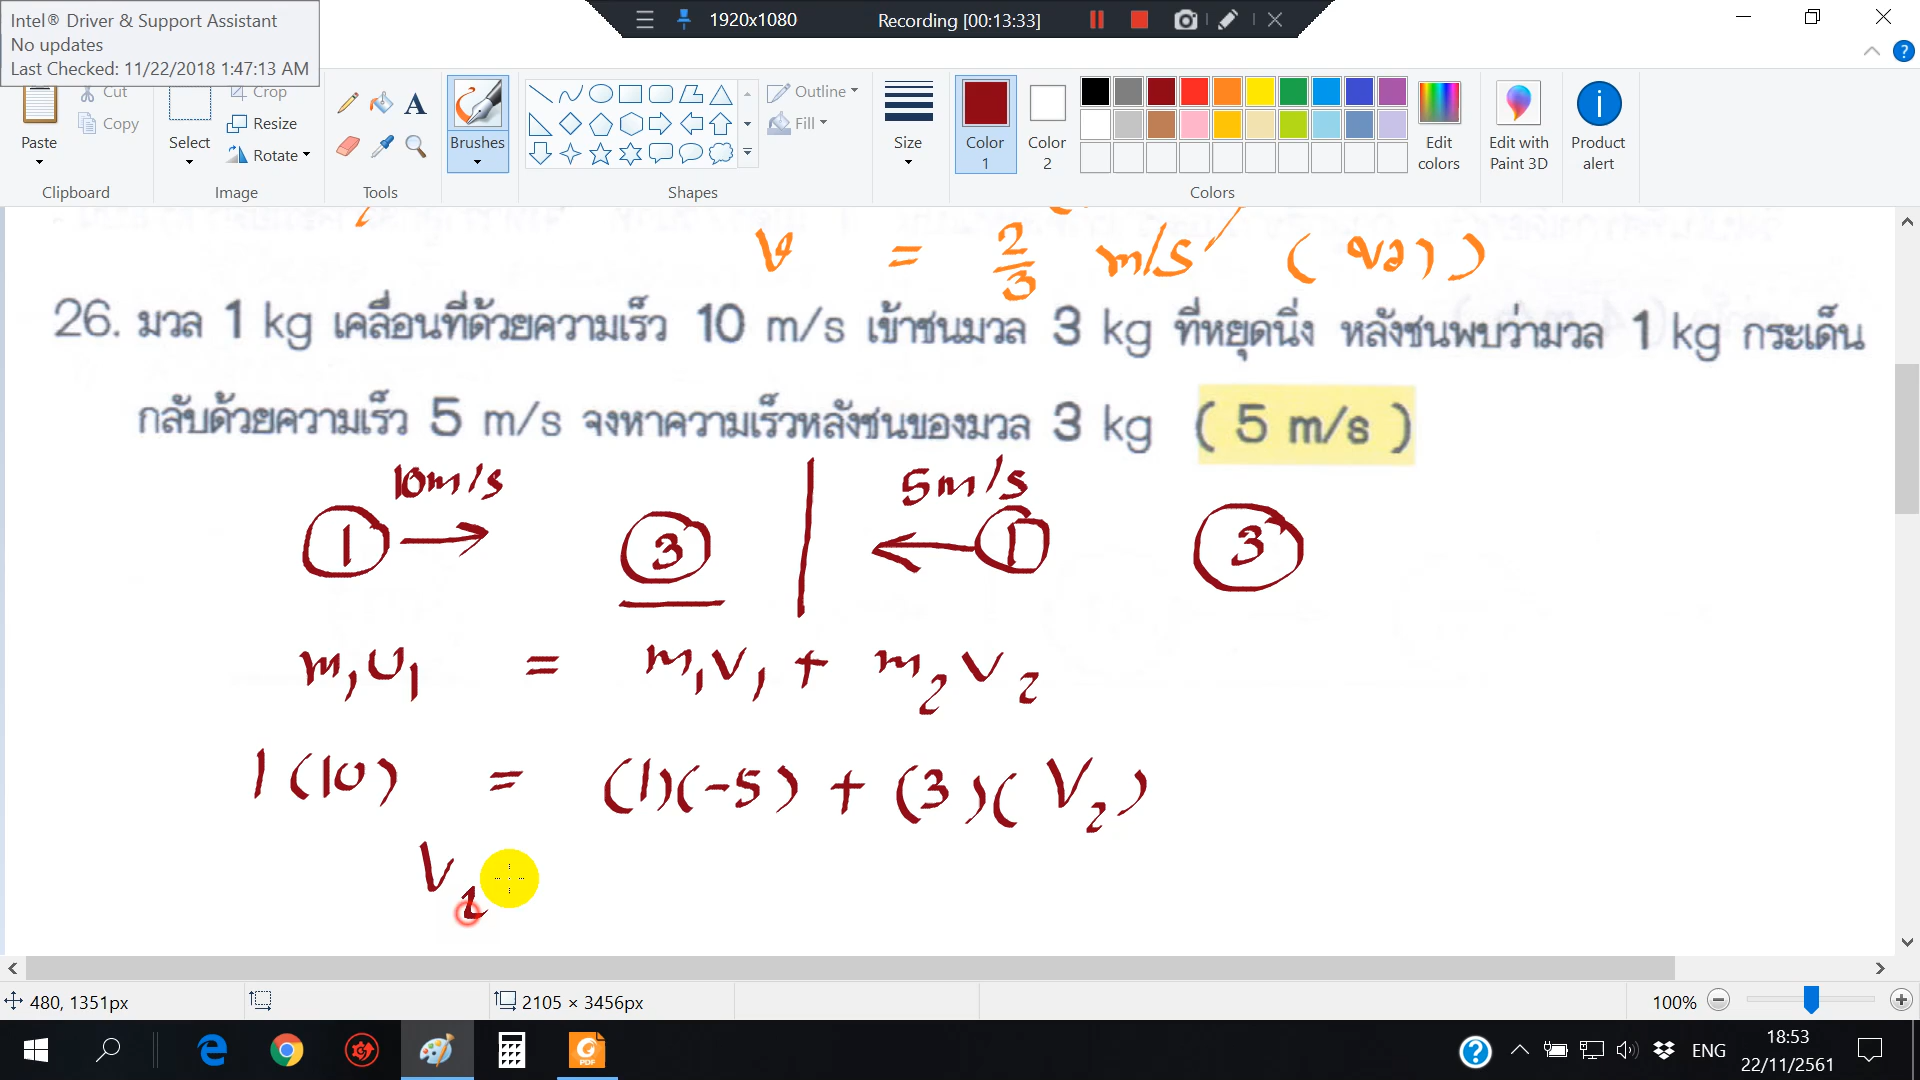 Intel® Driver & Support Assistant
No updates
Last Checked: 11/22/2018 1:47:13 AM
1920x1080
Recording [00:13:33]
Paste
Cut
Copy
Clipboard
Select
Crop
Resize
Rotate
Image
Tools
Brushes
Shapes
Outline
Fill
Size
Color 1
Color 2
Colors
Edit colors
Edit with Paint 3D
Product alert
V = 2/3 m/s (ขวา)
26. มวล 1 kg เคลื่อนที่ด้วยความเร็ว 10 m/s เข้าชนมวล 3 kg ที่หยุดนิ่ง หลังชนพบว่ามวล 1 kg กระเด็น
กลับด้วยความเร็ว 5 m/s จงหาความเร็วหลังชนของมวล 3 kg ( 5 m/s )
10m/s 5m/s
1 3 1 3
m₁u₁ = m₁v₁ + m₂v₂
1(10) = (1)(-5) + (3)(V₂)
V₂
480, 1351px
2105 × 3456px
100%
ENG
18:53
22/11/2561